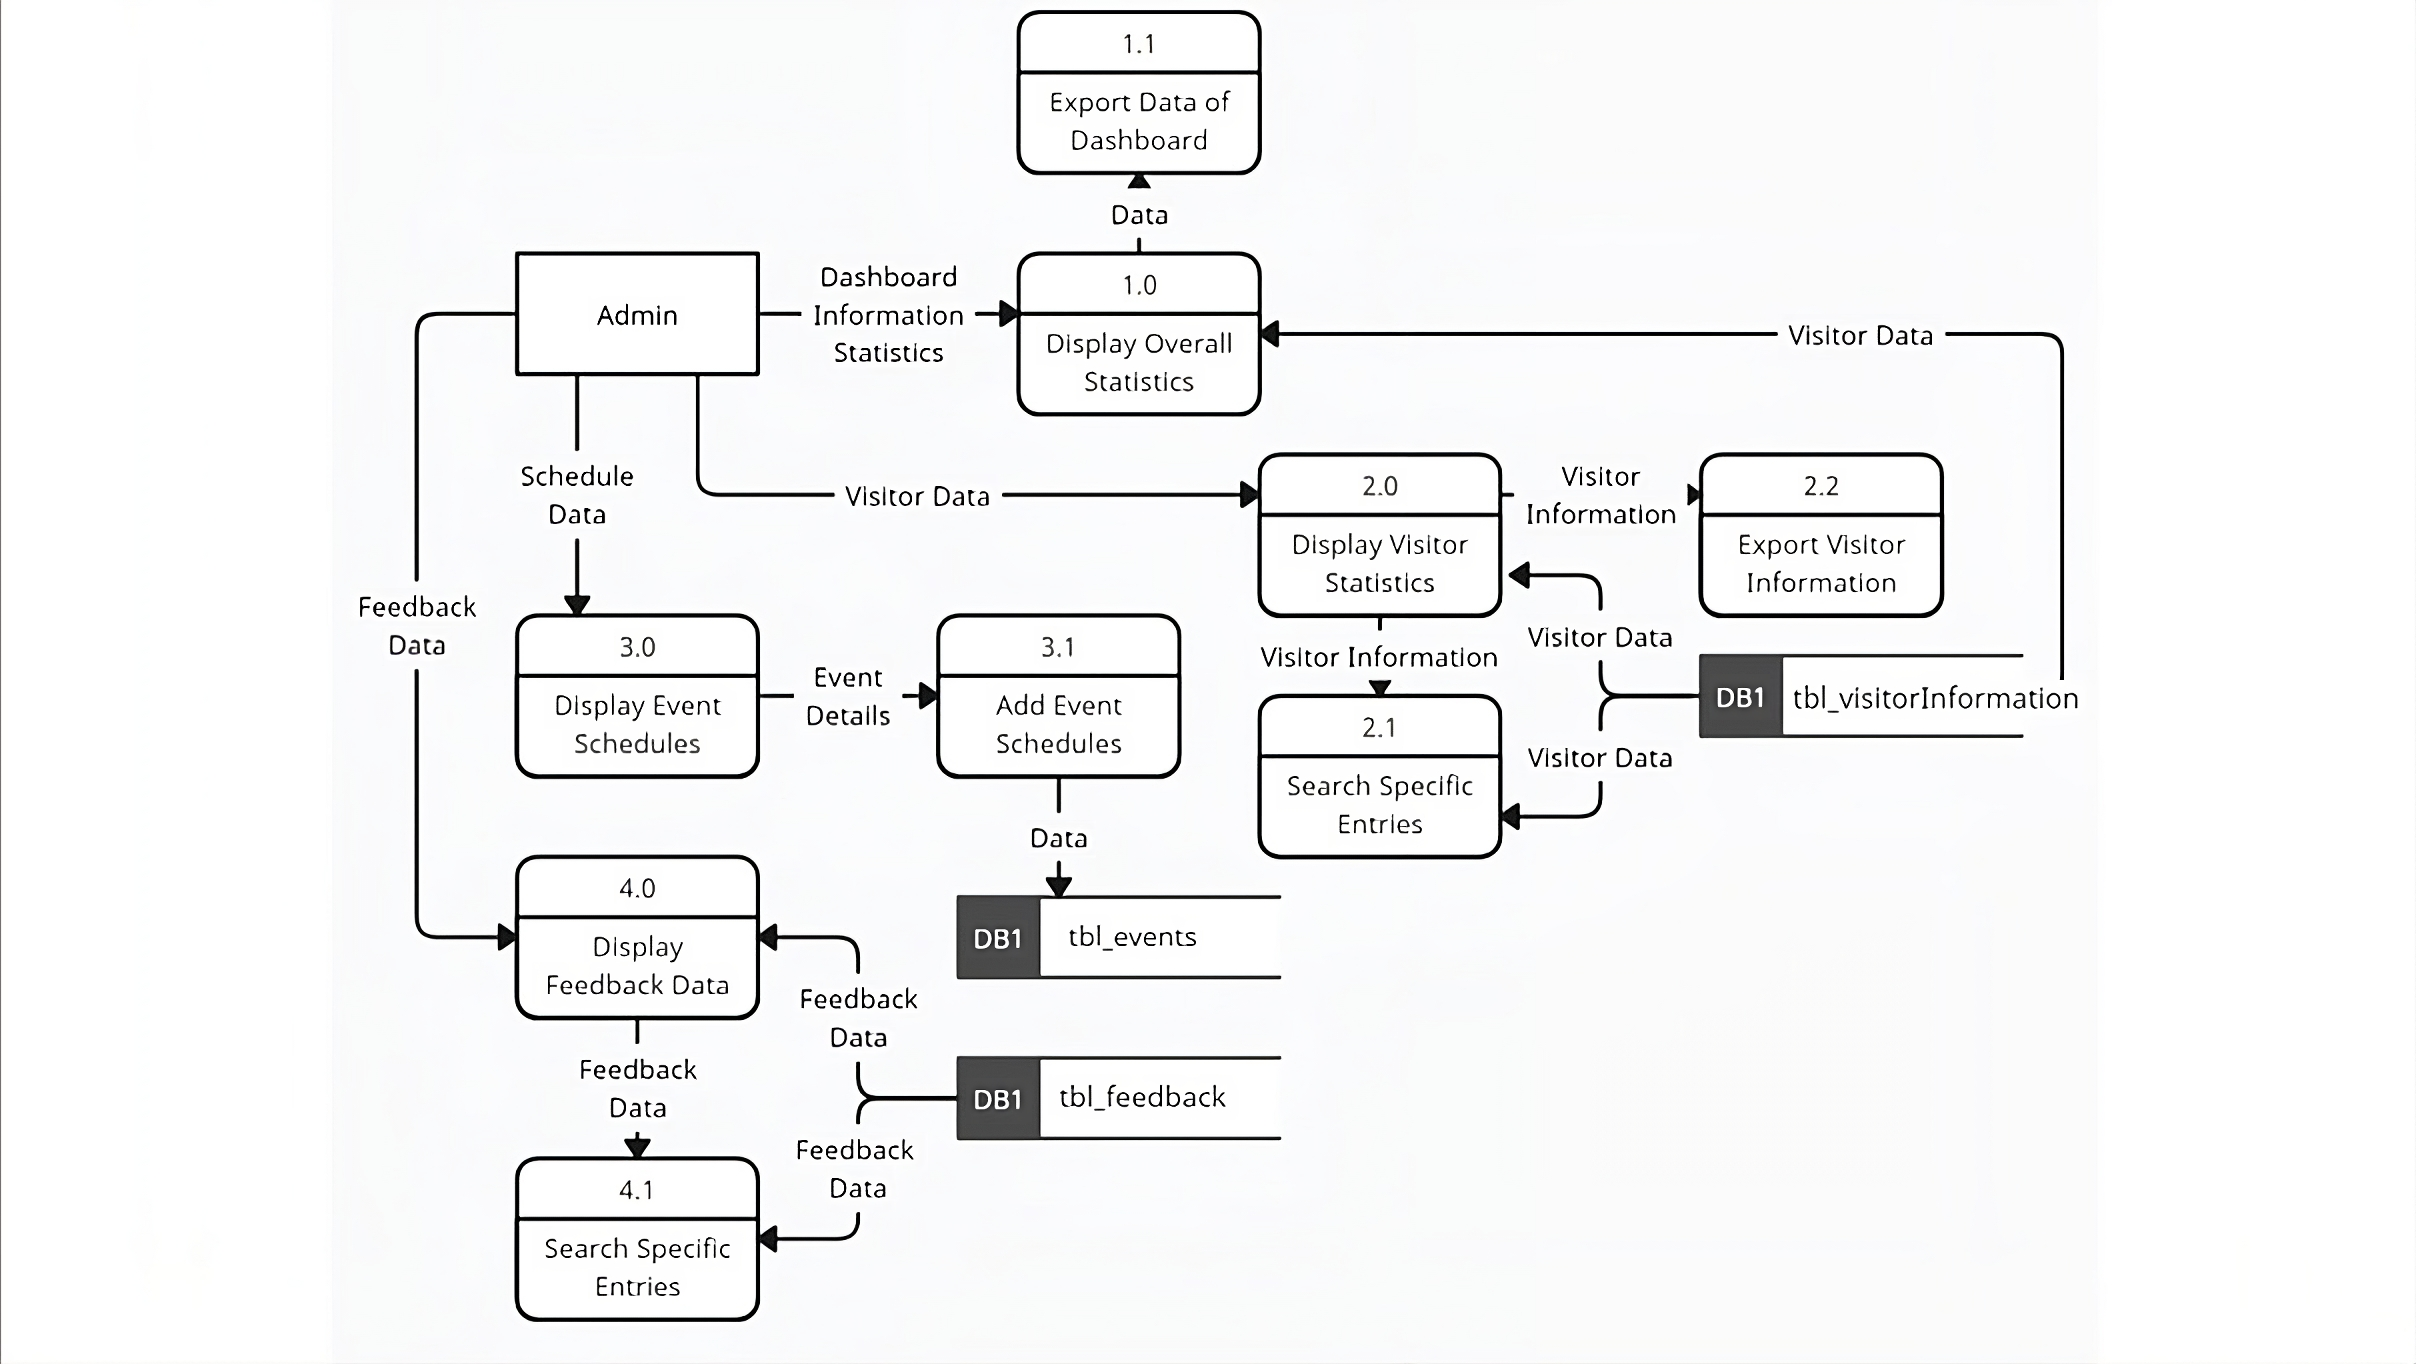 1.1
Export Data of
Dashboard
Data
Admin
Dashboard
Information
Statistics
1.0
Display Overall
Statistics
Visitor Data
Schedule
Data
Visitor Data
2.0
Display Visitor
Statistics
Visitor
Information
2.2
Export Visitor
Information
Feedback
Data
3.0
Display Event
Schedules
Event
Details
3.1
Add Event
Schedules
Visitor Information
Visitor Data
DB1
tbl_visitorInformation
2.1
Search Specific
Entries
Visitor Data
Data
4.0
Display
Feedback Data
DB1
tbl_events
Feedback
Data
Feedback
Data
DB1
tbl_feedback
Feedback
Data
4.1
Search Specific
Entries